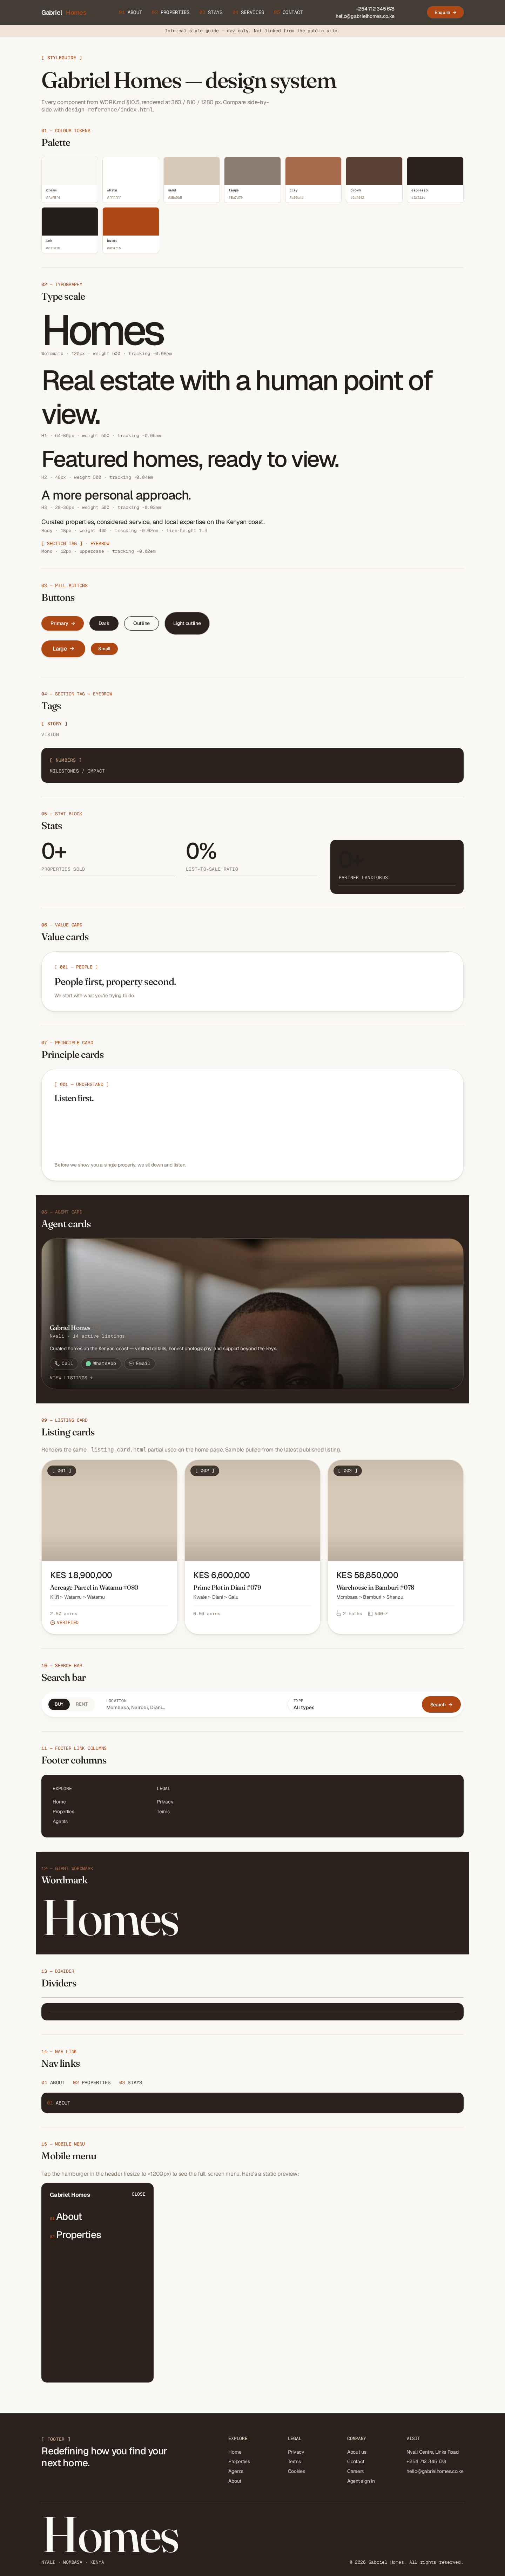 Gabriel Homes
01 ABOUT
02 PROPERTIES
03 STAYS
04 SERVICES
05 CONTACT
+254 712 345 678
hello@gabrielhomes.co.ke
Enquire →
Internal style guide — dev only. Not linked from the public site.
[ STYLEGUIDE ]
Gabriel Homes — design system
Every component from WORK.md §10.5, rendered at 360 / 810 / 1280 px. Compare side-by-
side with design-reference/index.html.
01 — COLOUR TOKENS
Palette
cream
white
sand
taupe
clay
brown
espresso
ink
burnt
02 — TYPOGRAPHY
Type scale
Homes
Wordmark · 120px · weight 500 · tracking -0.06em
Real estate with a human point of
view.
H1 · 64-80px · weight 500 · tracking -0.05em
Featured homes, ready to view.
H2 · 48px · weight 500 · tracking -0.04em
A more personal approach.
H3 · 28-36px · weight 500 · tracking -0.03em
Curated properties, considered service, and local expertise on the Kenyan coast.
Body · 18px · weight 400 · tracking -0.02em · line-height 1.3
[ SECTION TAG ] · EYEBROW
Mono · 12px · uppercase · tracking -0.02em
03 — PILL BUTTONS
Buttons
Primary →
Dark
Outline
Light outline
Large →
Small
04 — SECTION TAG + EYEBROW
Tags
[ STORY ]
VISION
[ NUMBERS ]
MILESTONES / IMPACT
05 — STAT BLOCK
Stats
0+
PROPERTIES SOLD
0%
LIST-TO-SALE RATIO
0+
PARTNER LANDLORDS
06 — VALUE CARD
Value cards
[ 001 — PEOPLE ]
People first, property second.
We start with what you're trying to do.
07 — PRINCIPLE CARD
Principle cards
[ 001 — UNDERSTAND ]
Listen first.
Before we show you a single property, we sit down and listen.
08 — AGENT CARD
Agent cards
Gabriel Homes
Nyali · 14 active listings
Curated homes on the Kenyan coast — verified details, honest photography, and support beyond the keys.
Call
WhatsApp
Email
VIEW LISTINGS →
09 — LISTING CARD
Listing cards
Renders the same _listing_card.html partial used on the home page. Sample pulled from the latest published listing.
[ 001 ]
KES 18,900,000
Acreage Parcel in Watamu #080
Kilifi > Watamu > Watamu
2.50 acres
VERIFIED
[ 002 ]
KES 6,600,000
Prime Plot in Diani #079
Kwale > Diani > Galu
0.50 acres
[ 003 ]
KES 58,850,000
Warehouse in Bamburi #078
Mombasa > Bamburi > Shanzu
2 baths
500m²
10 — SEARCH BAR
Search bar
BUY
RENT
LOCATION
Mombasa, Nairobi, Diani...
TYPE
All types
Search →
11 — FOOTER LINK COLUMNS
Footer columns
EXPLORE
Home
Properties
Agents
LEGAL
Privacy
Terms
12 — GIANT WORDMARK
Wordmark
Homes
13 — DIVIDER
Dividers
14 — NAV LINK
Nav links
01 ABOUT
02 PROPERTIES
03 STAYS
01 ABOUT
15 — MOBILE MENU
Mobile menu
Tap the hamburger in the header (resize to <1200px) to see the full-screen menu. Here's a static preview:
Gabriel Homes
CLOSE
01 About
02 Properties
[ FOOTER ]
Redefining how you find your
next home.
EXPLORE
Home
Properties
Agents
About
LEGAL
Privacy
Terms
Cookies
COMPANY
About us
Contact
Careers
Agent sign in
VISIT
Nyali Centre, Links Road
+254 712 345 678
hello@gabrielhomes.co.ke
Homes
NYALI · MOMBASA · KENYA
© 2026 Gabriel Homes. All rights reserved.